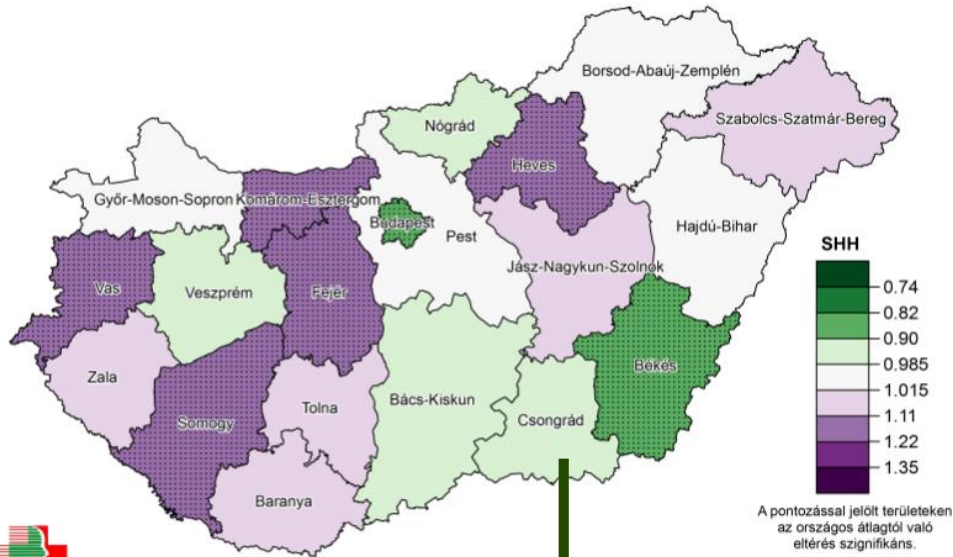 Borsod-Abaúj-Zemplén
Szabolcs-Szatmár-Bereg
Nógrád
Heves
Győr-Moson-Sopron
Komárom-Esztergom
Budapest
Pest
Hajdú-Bihar
Jász-Nagykun-Szolnok
Vas
Veszprém
Fejér
Békés
Zala
Somogy
Tolna
Bács-Kiskun
Csongrád
Baranya
SHH
0.74
0.82
0.90
0.985
1.015
1.11
1.22
1.35
A pontozással jelölt területeken
az országos átlagtól való
eltérés szignifikáns.